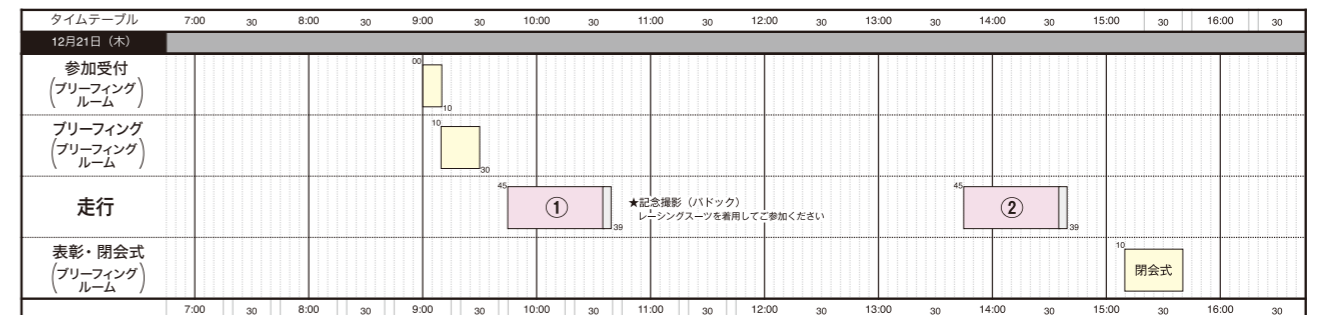 タイムテーブル 7:00 30 8:00 30 9:00 30 10:00 30 11:00 30 12:00 30 13:00 30 14:00 30 15:00 30 16:00 30
12月21日（木）
参加受付
（ブリーフィング
ルーム）
00
10
ブリーフィング
（ブリーフィング
ルーム）
10
30
走行
45
①
39
★記念撮影（パドック）
レーシングスーツを着用してご参加ください
45
②
39
表彰・閉会式
（ブリーフィング
ルーム）
10
閉会式
7:00 30 8:00 30 9:00 30 10:00 30 11:00 30 12:00 30 13:00 30 14:00 30 15:00 30 16:00 30